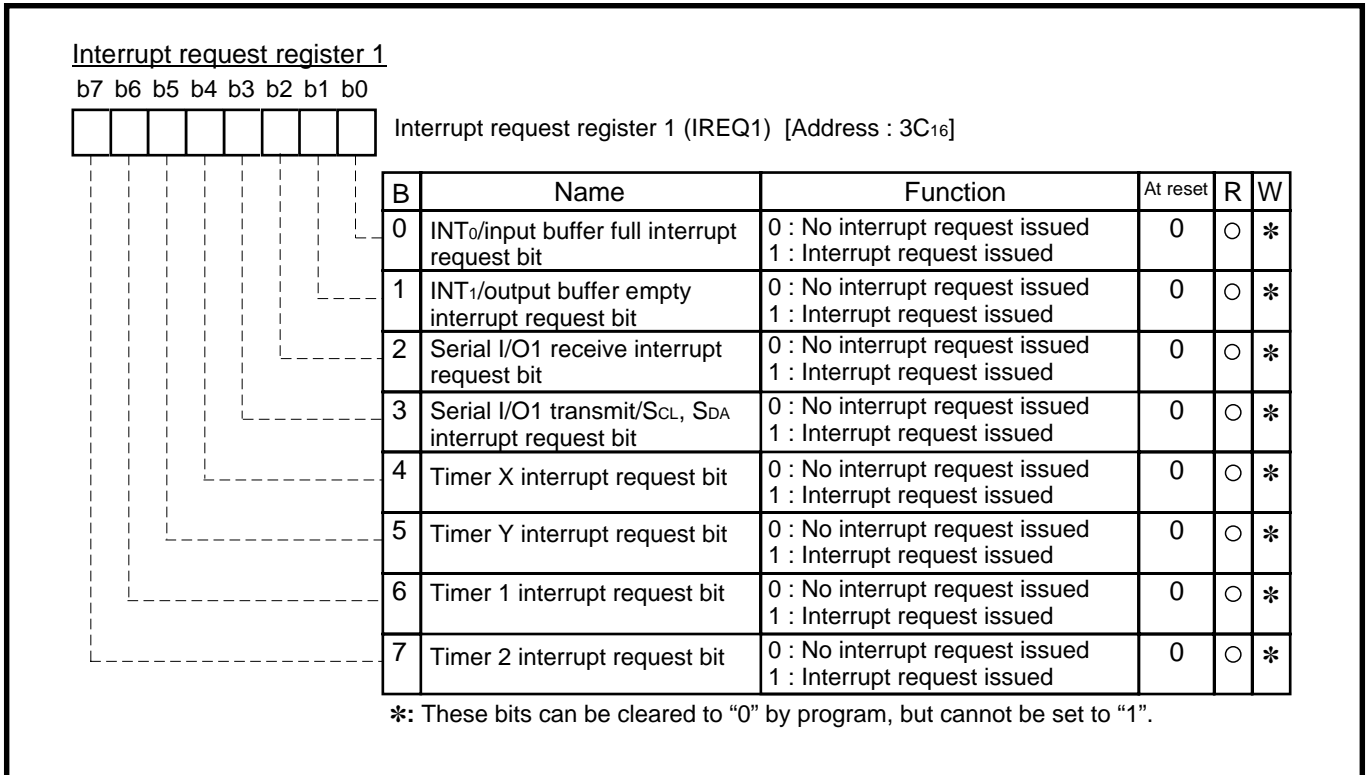 Interrupt request register 1
b7 b6 b5 b4 b3 b2 b1 b0
Interrupt request register 1 (IREQ1) [Address : 3C16]
B Name Function At reset R W
0 INT0/input buffer full interrupt request bit 0 : No interrupt request issued 1 : Interrupt request issued 0 ○ ✻
1 INT1/output buffer empty interrupt request bit 0 : No interrupt request issued 1 : Interrupt request issued 0 ○ ✻
2 Serial I/O1 receive interrupt request bit 0 : No interrupt request issued 1 : Interrupt request issued 0 ○ ✻
3 Serial I/O1 transmit/SCL, SDA interrupt request bit 0 : No interrupt request issued 1 : Interrupt request issued 0 ○ ✻
4 Timer X interrupt request bit 0 : No interrupt request issued 1 : Interrupt request issued 0 ○ ✻
5 Timer Y interrupt request bit 0 : No interrupt request issued 1 : Interrupt request issued 0 ○ ✻
6 Timer 1 interrupt request bit 0 : No interrupt request issued 1 : Interrupt request issued 0 ○ ✻
7 Timer 2 interrupt request bit 0 : No interrupt request issued 1 : Interrupt request issued 0 ○ ✻
✻: These bits can be cleared to “0” by program, but cannot be set to “1”.